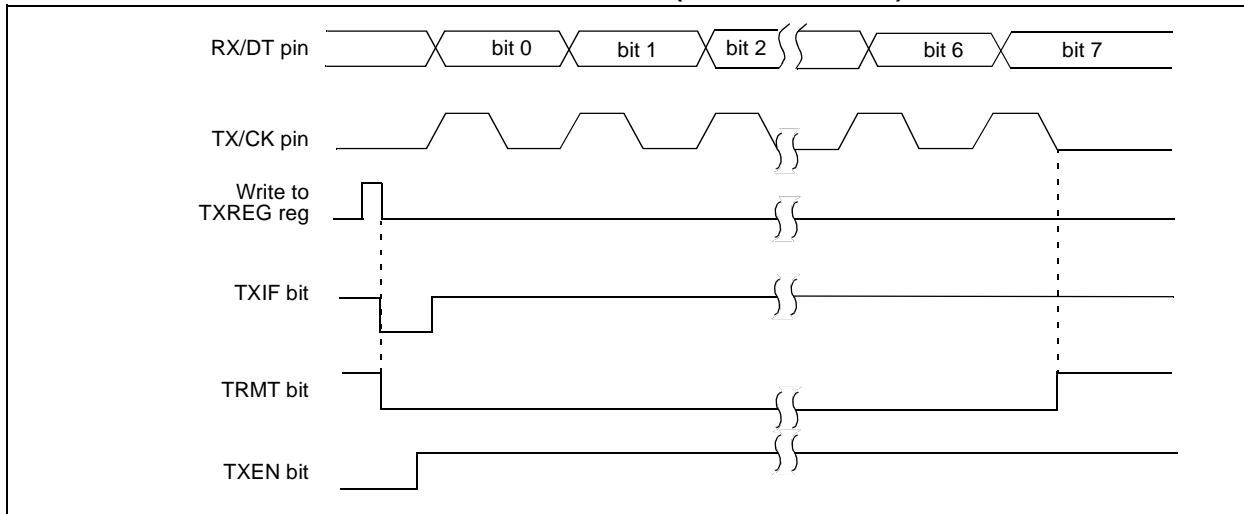 RX/DT pin
bit 0
bit 1
bit 2
bit 6
bit 7
TX/CK pin
Write to
TXREG reg
TXIF bit
TRMT bit
TXEN bit